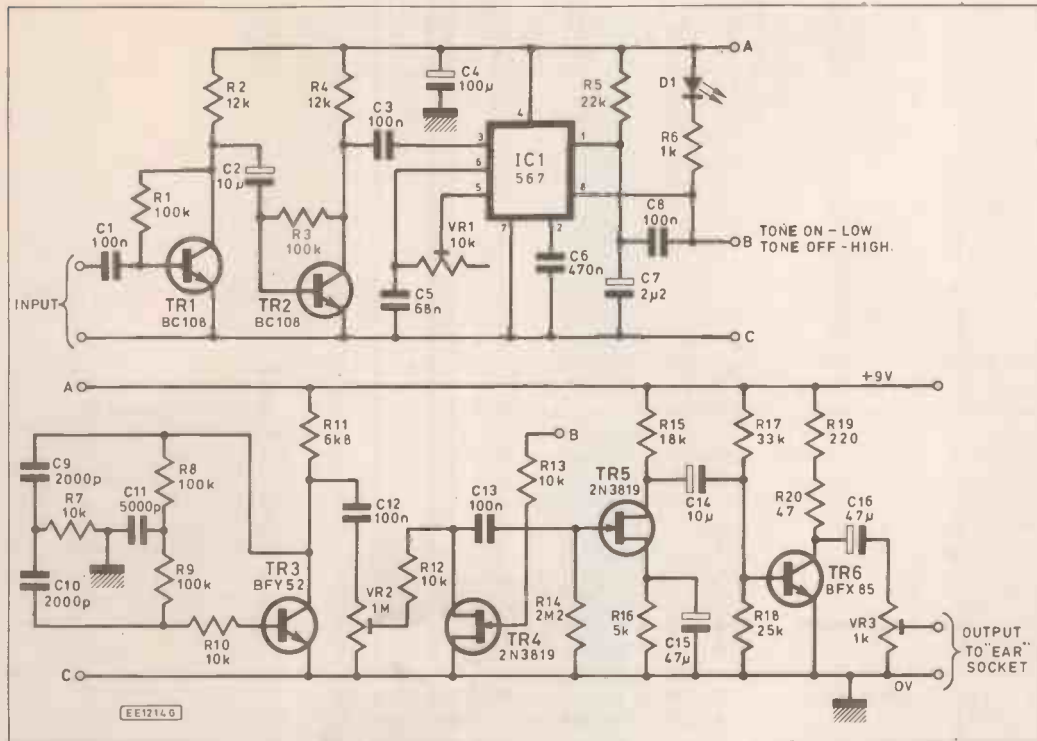 A
R2
12k
R4
12k
C4
100µ
R5
22k
D1
C3
100n
4
3
6
5
7
2
1
8
IC1
567
R6
1k
C2
10µ
R1
100k
R3
100k
C1
100n
VR1
10k
C8
100n
C6
470n
C7
2µ2
C5
68n
B
TONE ON-LOW
TONE OFF-HIGH.
INPUT
TR1
BC108
TR2
BC108
C
A
+9V
R11
6k8
R15
18k
R17
33k
R19
220
B
R13
10k
C9
2000p
R8
100k
R7
10k
C11
5000p
C12
100n
C13
100n
TR5
2N3819
C14
10µ
R20
47
C16
47µ
C10
2000p
R9
100k
TR3
BFY52
R12
10k
VR2
1M
R14
2M2
R16
5k
R18
25k
TR6
BFX85
VR3
1k
R10
10k
TR4
2N3819
C15
47µ
OUTPUT
TO "EAR"
SOCKET
C
0V
EE1214G